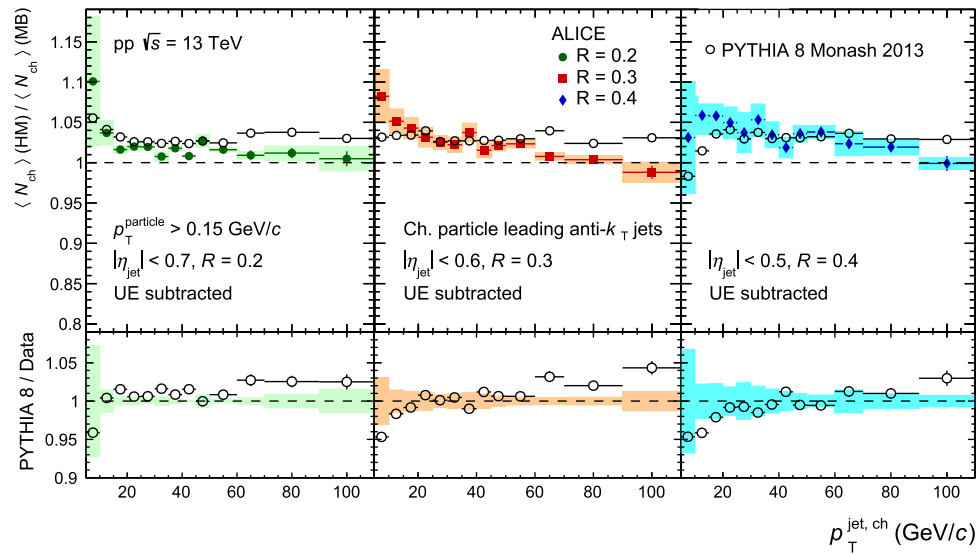 ⟨ N_ch ⟩ (HM) / ⟨ N_ch ⟩ (MB)
1.15
1.1
1.05
1
0.95
0.9
0.85
0.8
pp √s = 13 TeV
p_T^particle > 0.15 GeV/c
|η_jet| < 0.7, R = 0.2
UE subtracted
ALICE
R = 0.2
R = 0.3
R = 0.4
Ch. particle leading anti-k_T jets
|η_jet| < 0.6, R = 0.3
UE subtracted
PYTHIA 8 Monash 2013
|η_jet| < 0.5, R = 0.4
UE subtracted
PYTHIA 8 / Data
1.05
1
0.95
0.9
20 40 60 80 100
20 40 60 80 100
20 40 60 80 100
p_T^jet, ch (GeV/c)